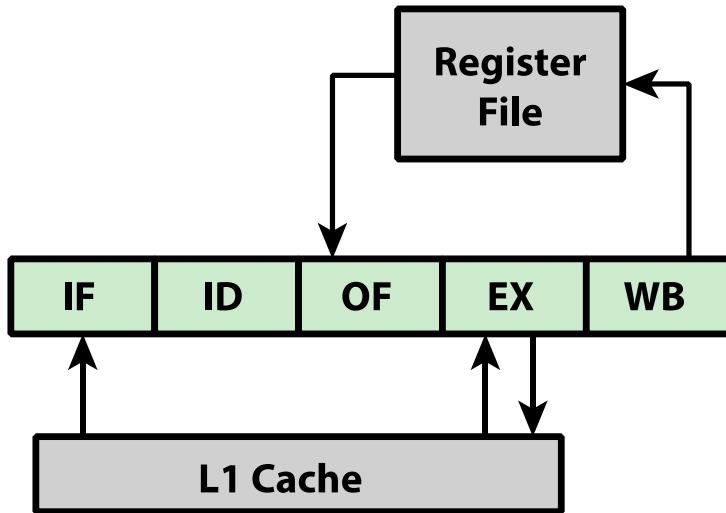 Register
File
IF ID OF EX WB
L1 Cache